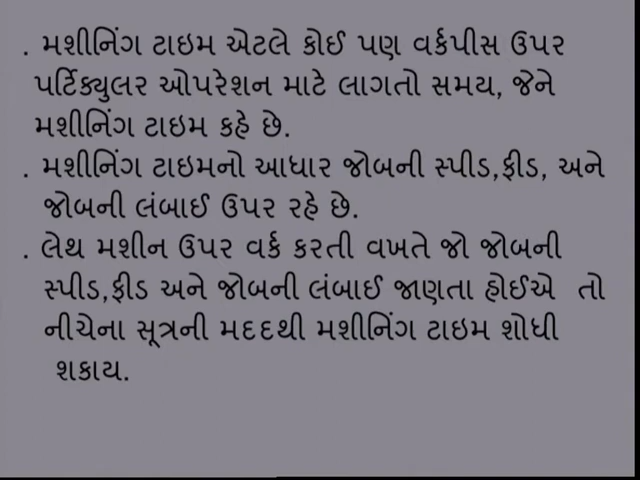 . મશીનિંગ ટાઇમ એટલે કોઈ પણ વર્કપીસ ઉપર
પર્ટિક્યુલર ઓપરેશન માટે લાગતો સમય, જેને
મશીનિંગ ટાઇમ કહે છે.
. મશીનિંગ ટાઇમનો આધાર જોબની સ્પીડ,ફીડ, અને
જોબની લંબાઈ ઉપર રહે છે.
. લેથ મશીન ઉપર વર્ક કરતી વખતે જો જોબની
સ્પીડ,ફીડ અને જોબની લંબાઈ જાણતા હોઈએ તો
નીચેના સૂત્રની મદદથી મશીનિંગ ટાઇમ શોધી
શકાય.